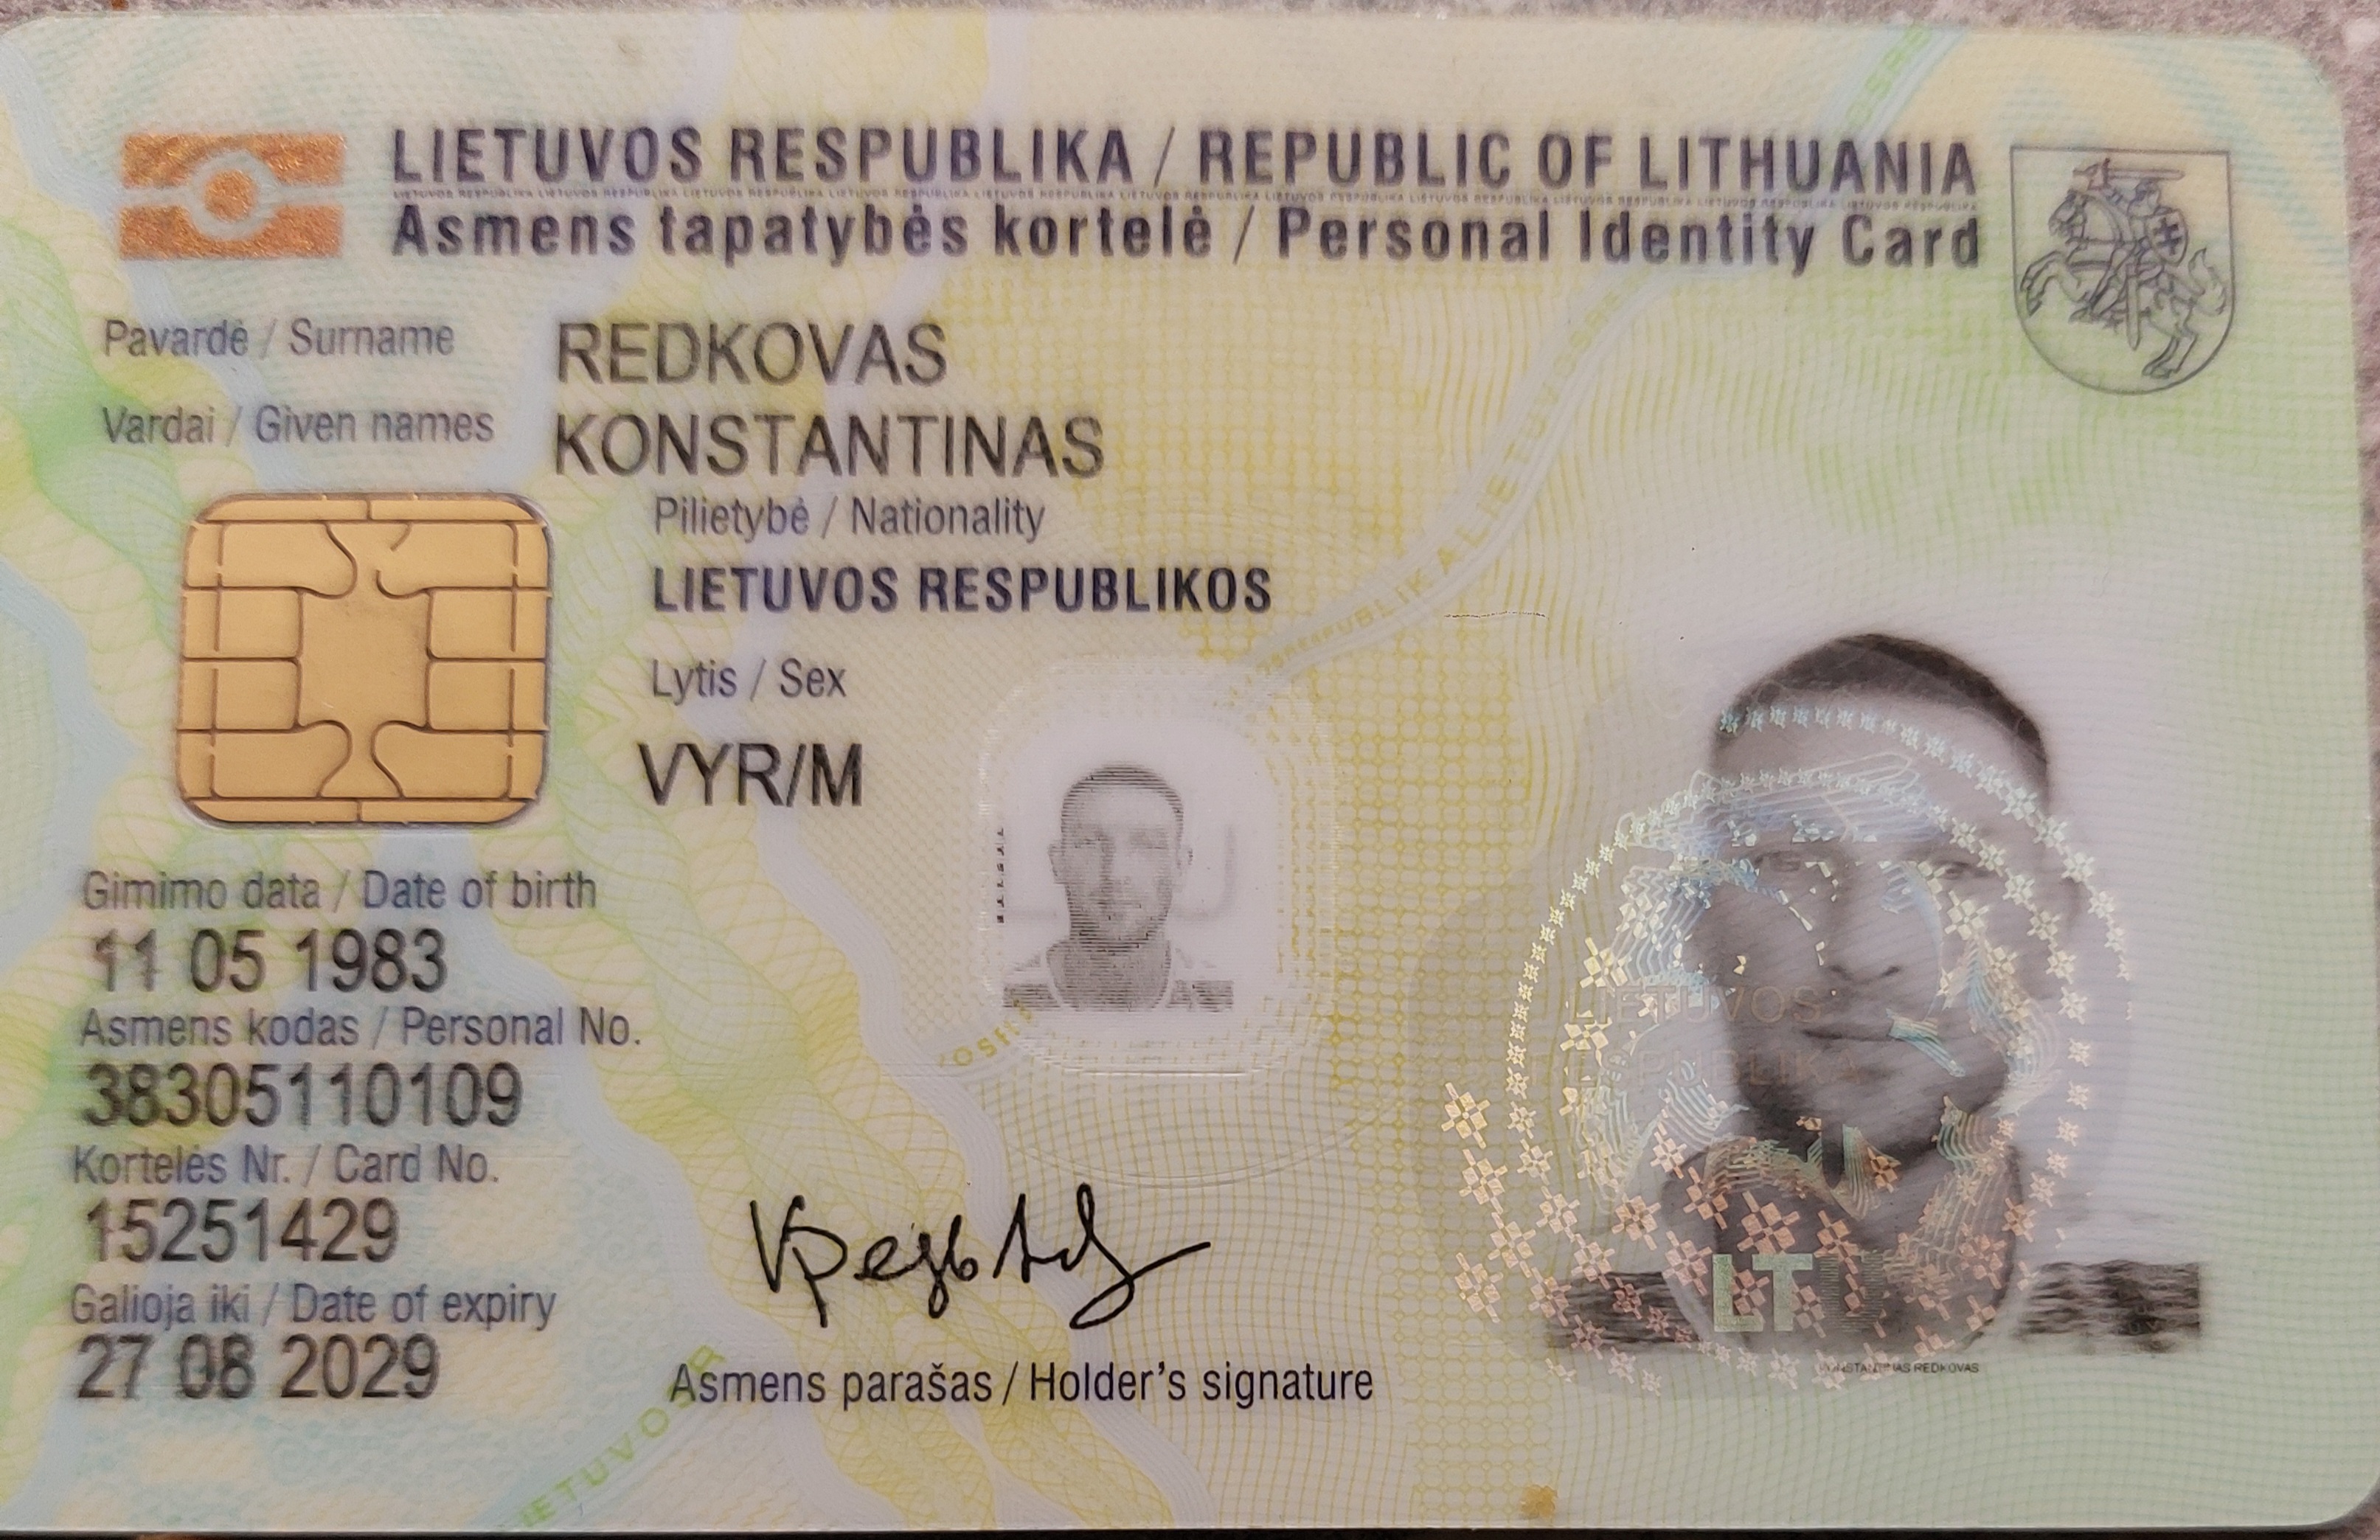 LIETUVOS RESPUBLIKA / REPUBLIC OF LITHUANIA
Asmens tapatybės kortelė / Personal Identity Card
Pavardė / Surname REDKOVAS
Vardai / Given names KONSTANTINAS
Pilietybė / Nationality
LIETUVOS RESPUBLIKOS
Lytis / Sex
VYR/M
Gimimo data / Date of birth
11 05 1983
Asmens kodas / Personal No.
38305110109
Kortelės Nr. / Card No.
15251429
Galioja iki / Date of expiry
27 08 2029
Asmens parašas / Holder's signature
LIETUVOS
RESPUBLIKA
LTU
KONSTANTINAS REDKOVAS